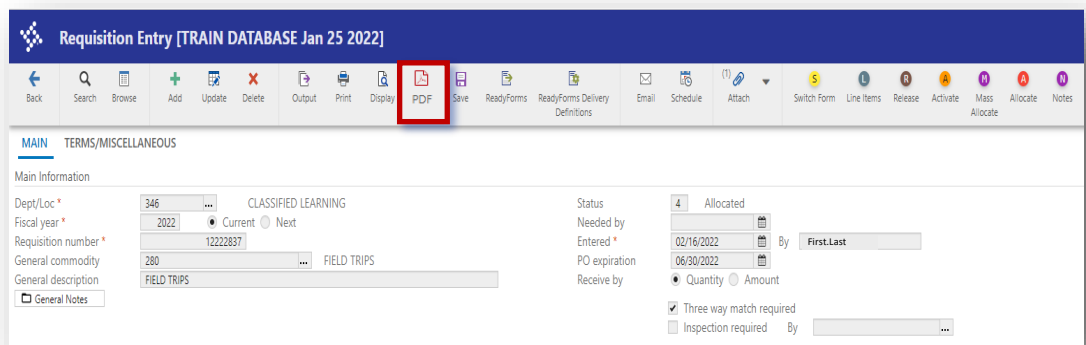 Requisition Entry [TRAIN DATABASE Jan 25 2022]
Back Search Browse Add Update Delete Output Print Display PDF Save ReadyForms ReadyForms Delivery Definitions Email Schedule (1) Attach S Switch Form L Line Items R Release A Activate M Mass Allocate A Allocate N Notes
MAIN TERMS/MISCELLANEOUS
Main Information
Dept/Loc * 346 ... CLASSIFIED LEARNING
Fiscal year * 2022 Current Next
Requisition number * 12222837
General commodity 280 ... FIELD TRIPS
General description FIELD TRIPS
General Notes
Status 4 Allocated
Needed by
Entered * 02/16/2022 By First.Last
PO expiration 06/30/2022
Receive by Quantity Amount
Three way match required
Inspection required By ...